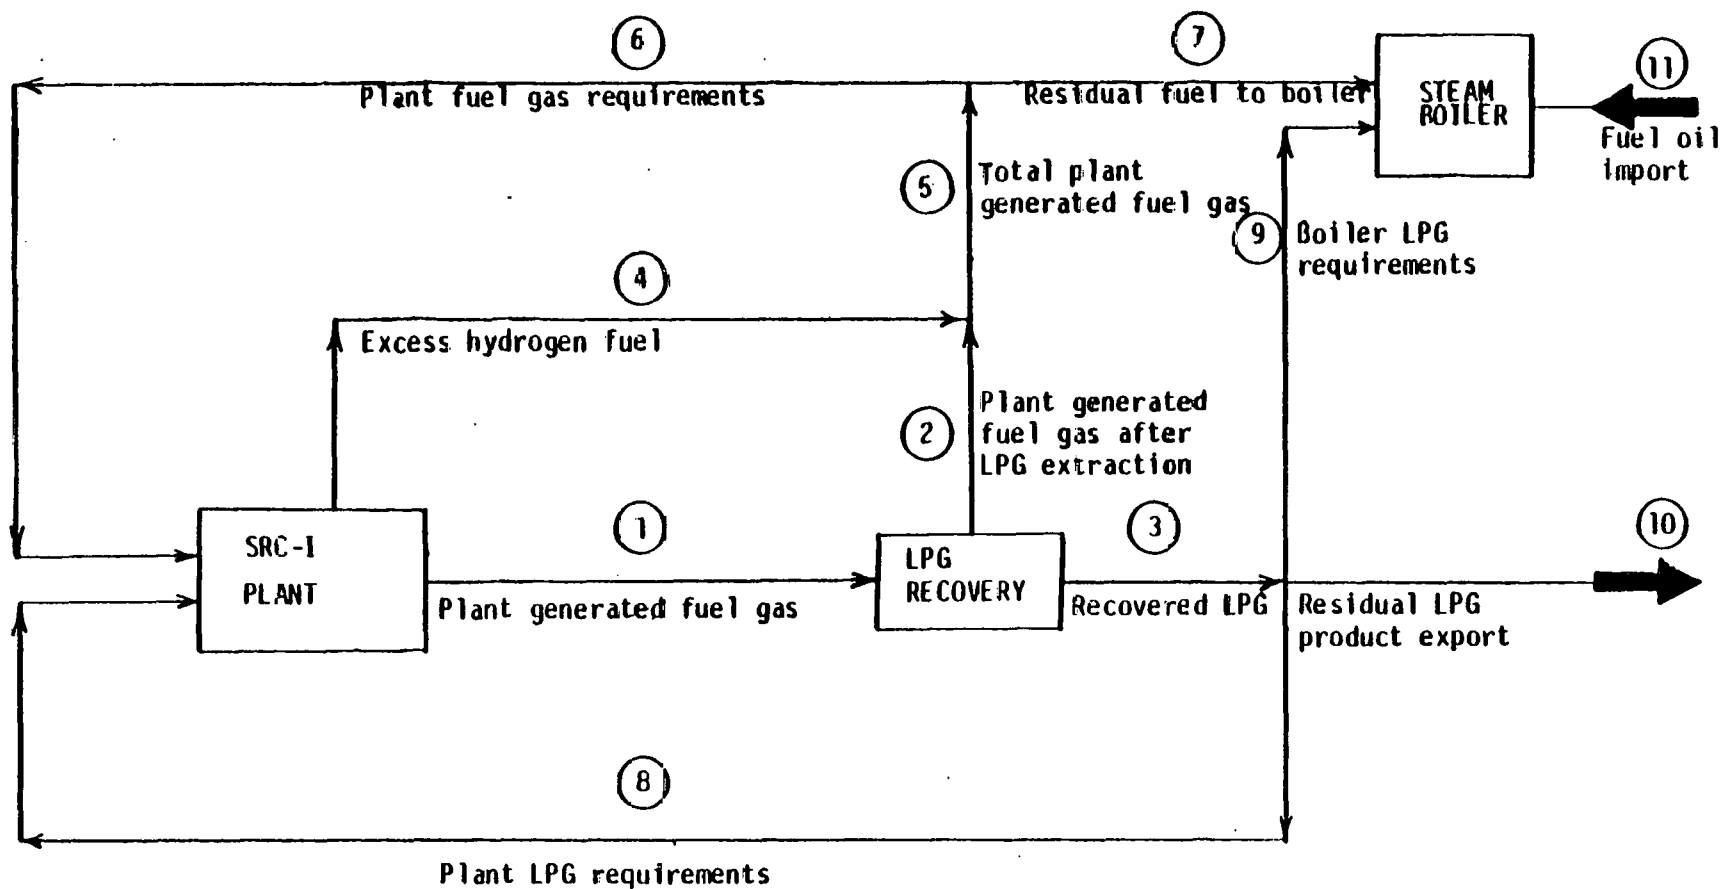 6
7
11
Plant fuel gas requirements
Residual fuel to boiler
STEAM
BOILER
Fuel oil
import
5
Total plant
generated fuel gas
9
Boiler LPG
requirements
4
Excess hydrogen fuel
2
Plant generated
fuel gas after
LPG extraction
1
3
10
SRC-I
PLANT
LPG
RECOVERY
Plant generated fuel gas
Recovered LPG
Residual LPG
product export
8
Plant LPG requirements